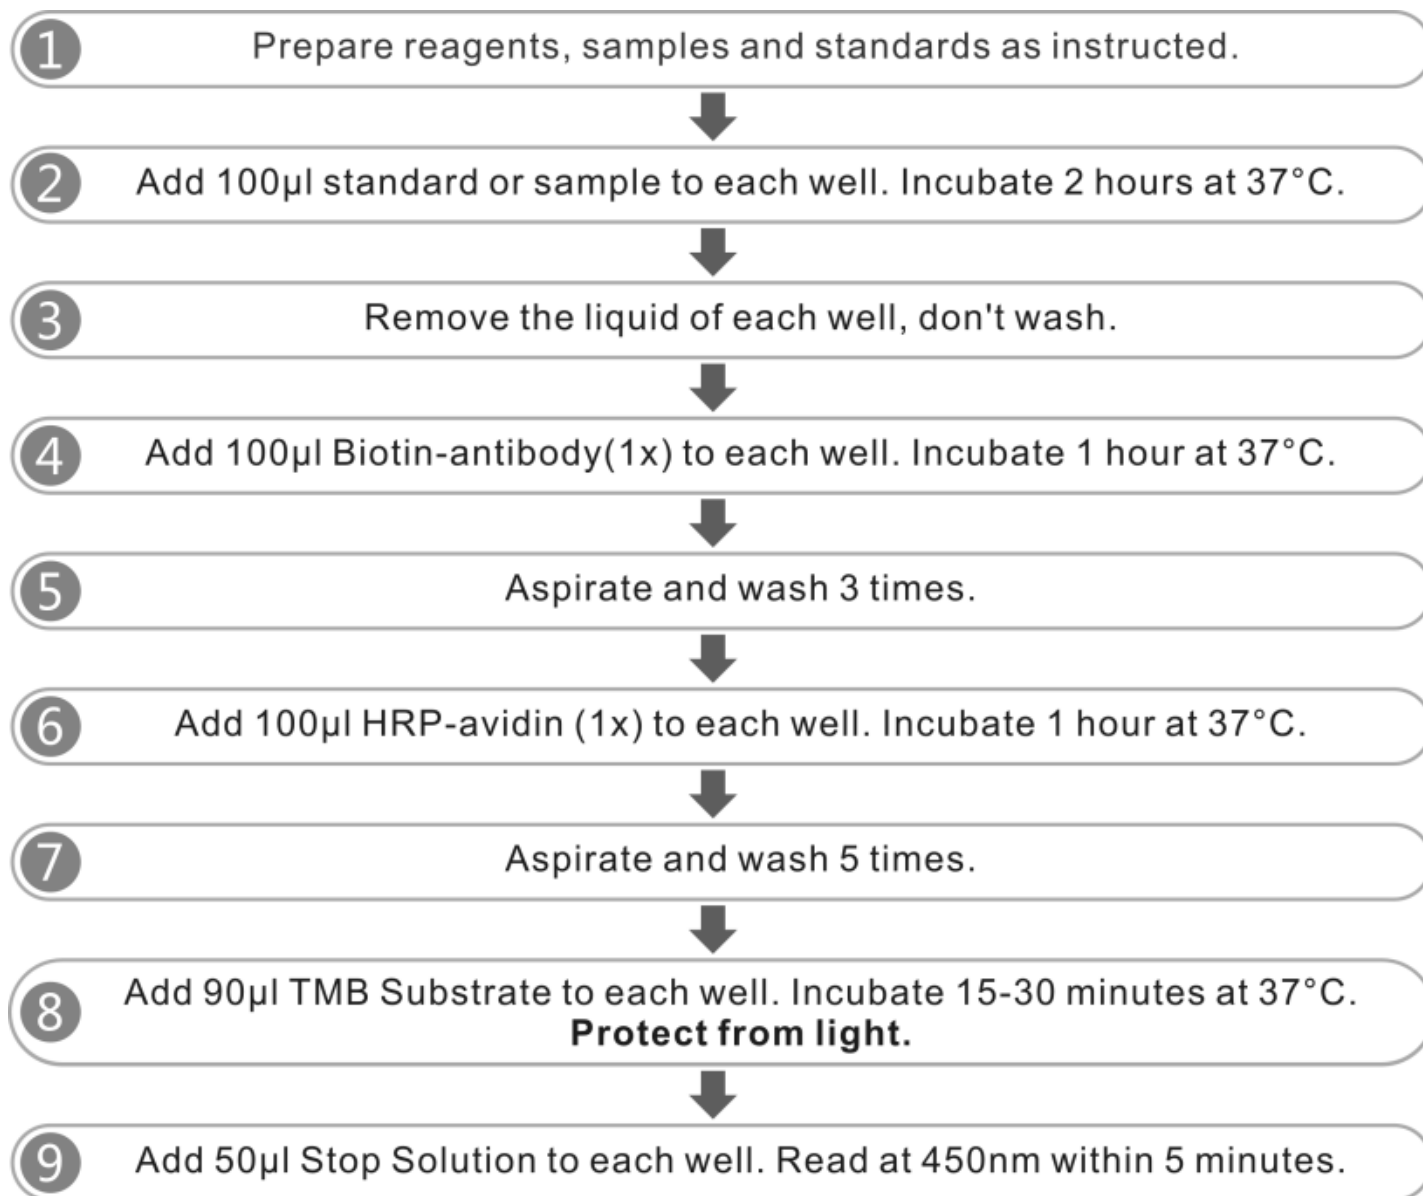 1 Prepare reagents, samples and standards as instructed.
2 Add 100µl standard or sample to each well. Incubate 2 hours at 37°C.
3 Remove the liquid of each well, don't wash.
4 Add 100µl Biotin-antibody(1x) to each well. Incubate 1 hour at 37°C.
5 Aspirate and wash 3 times.
6 Add 100µl HRP-avidin (1x) to each well. Incubate 1 hour at 37°C.
7 Aspirate and wash 5 times.
8 Add 90µl TMB Substrate to each well. Incubate 15-30 minutes at 37°C.
Protect from light.
9 Add 50µl Stop Solution to each well. Read at 450nm within 5 minutes.